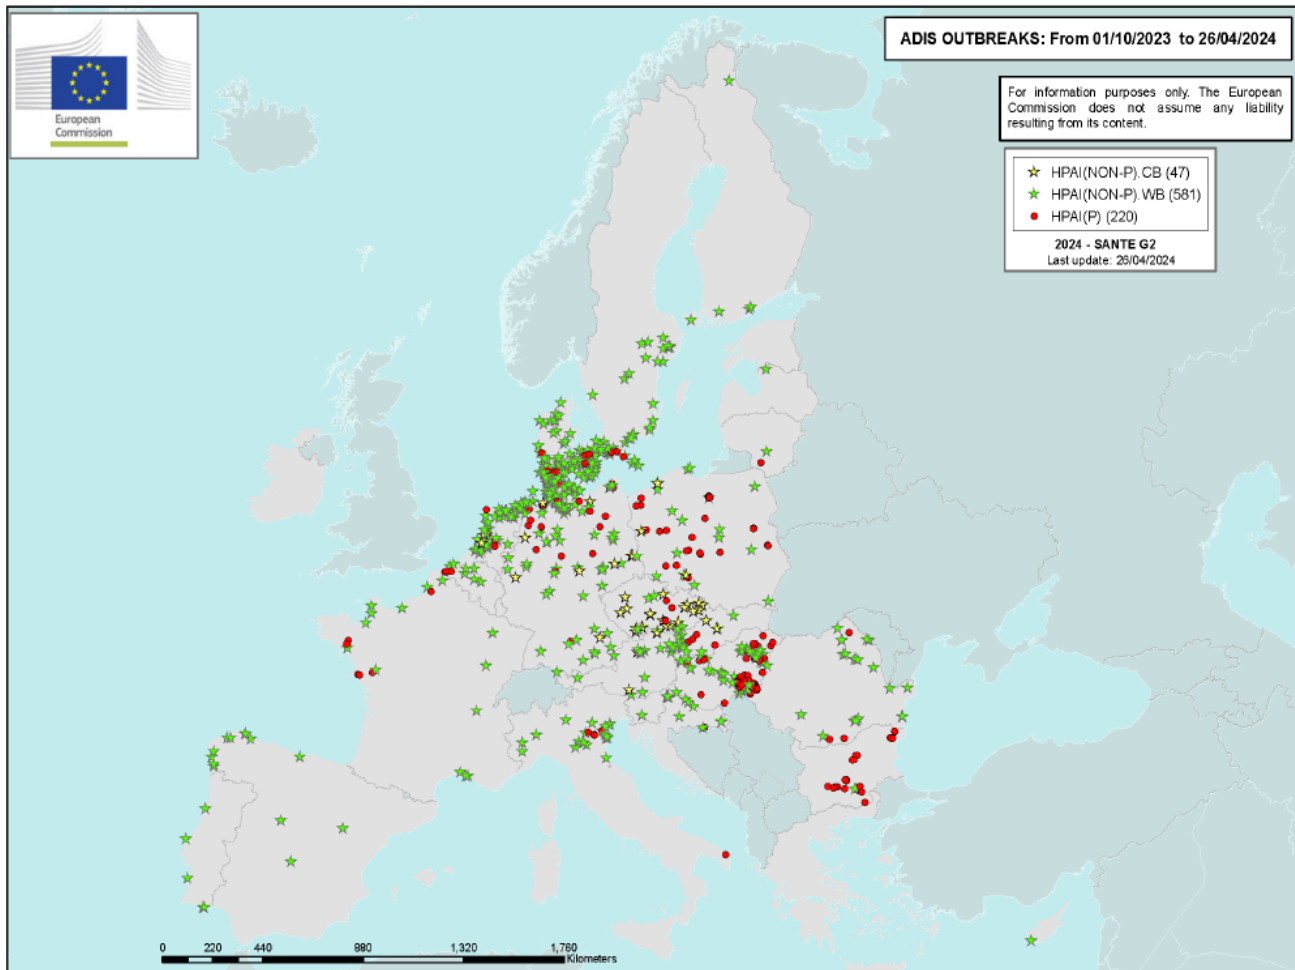 European
Commission
ADIS OUTBREAKS: From 01/10/2023 to 26/04/2024
For information purposes only. The European
Commission does not assume any liability
resulting from its content.
HPAI(NON-P).CB (47)
HPAI(NON-P).WB (581)
HPAI(P) (220)
2024 - SANTE G2
Last update: 26/04/2024
0 220 440 880 1,320 1,760
Kilometers